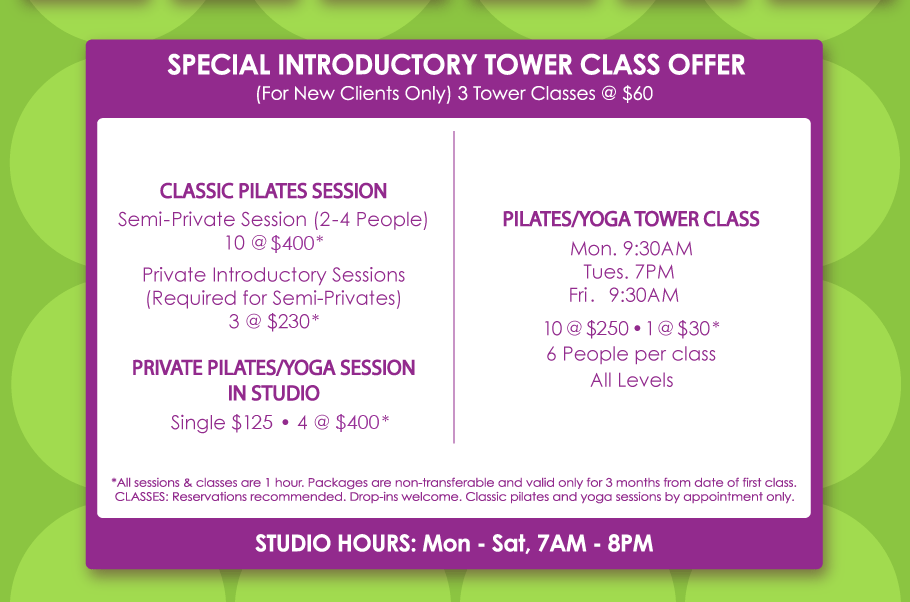 SPECIAL INTRODUCTORY TOWER CLASS OFFER
(For New Clients Only) 3 Tower Classes @ $60
CLASSIC PILATES SESSION
Semi-Private Session (2-4 People)
10 @ $400*
Private Introductory Sessions
(Required for Semi-Privates)
3 @ $230*
PRIVATE PILATES/YOGA SESSION
IN STUDIO
Single $125 • 4 @ $400*
PILATES/YOGA TOWER CLASS
Mon. 9:30AM
Tues. 7PM
Fri. 9:30AM
10 @ $250 • 1 @ $30*
6 People per class
All Levels
*All sessions & classes are 1 hour. Packages are non-transferable and valid only for 3 months from date of first class.
CLASSES: Reservations recommended. Drop-ins welcome. Classic pilates and yoga sessions by appointment only.
STUDIO HOURS: Mon - Sat, 7AM - 8PM